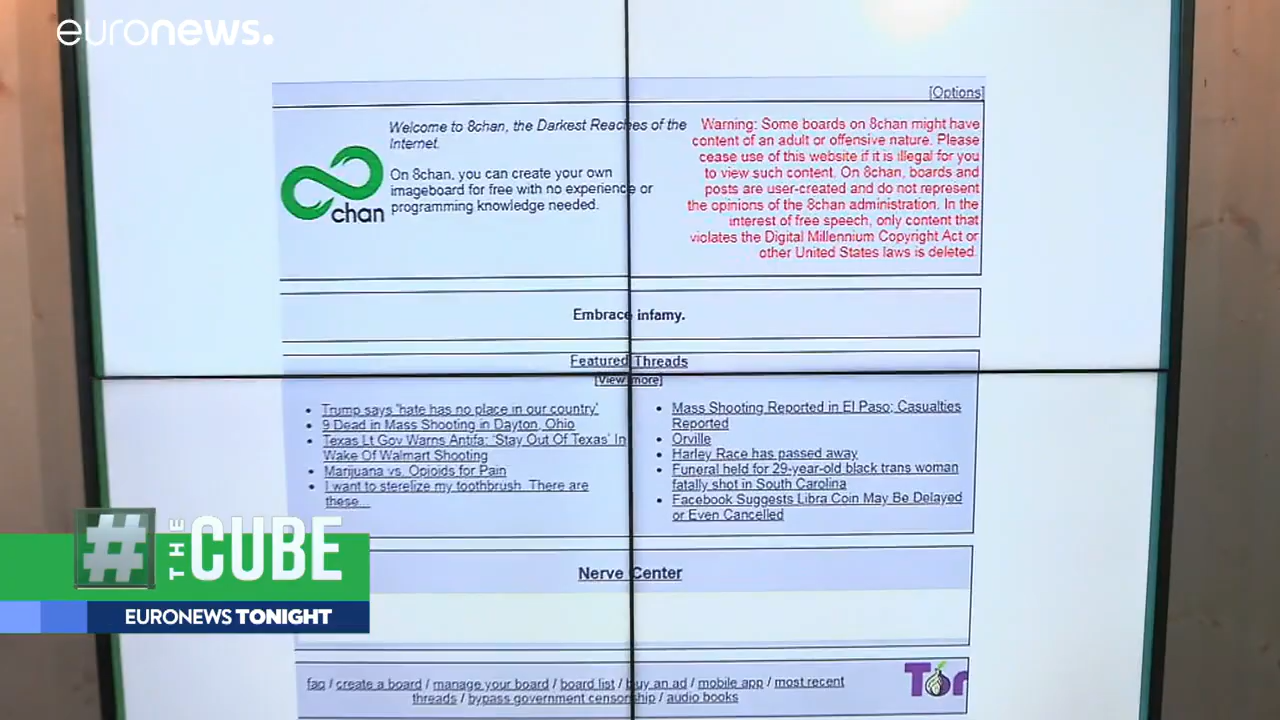 euronews.
[Options]
Welcome to 8chan, the Darkest Reaches of the
Internet.
On 8chan, you can create your own
imageboard for free with no experience or
programming knowledge needed.
chan
Warning: Some boards on 8chan might have
content of an adult or offensive nature. Please
cease use of this website if it is illegal for you
to view such content. On 8chan, boards and
posts are user-created and do not represent
the opinions of the 8chan administration. In the
interest of free speech, only content that
violates the Digital Millennium Copyright Act or
other United States laws is deleted.
Embrace infamy.
Featured Threads
[View more]
Trump says 'hate has no place in our country'
9 Dead in Mass Shooting in Dayton, Ohio
Texas Lt Gov Warns Antifa: 'Stay Out Of Texas' In
Wake Of Walmart Shooting
Marijuana vs. Opioids for Pain
I want to sterelize my toothbrush. There are
these...
Mass Shooting Reported in El Paso; Casualties
Reported
Orville
Harley Race has passed away
Funeral held for 29-year-old black trans woman
fatally shot in South Carolina
Facebook Suggests Libra Coin May Be Delayed
or Even Cancelled
# THE CUBE
EURONEWS TONIGHT
Nerve Center
faq / create a board / manage your board / board list / buy an ad / mobile app / most recent
threads / bypass government censorship / audio books
Tor